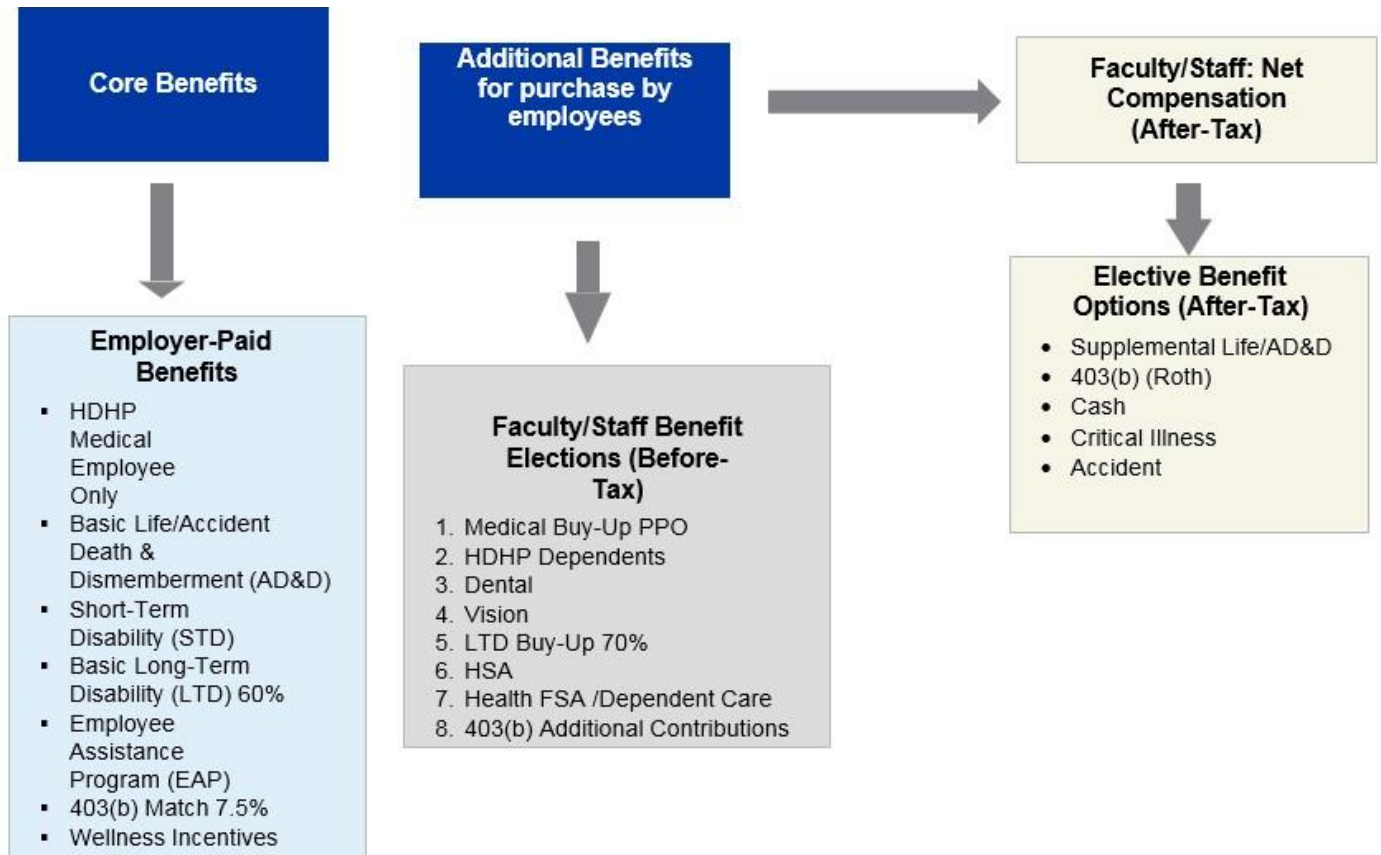 Core Benefits
Additional Benefits
for purchase by
employees
Faculty/Staff: Net
Compensation
(After-Tax)
Employer-Paid
Benefits
▪ HDHP
Medical
Employee
Only
▪ Basic Life/Accident
Death &
Dismemberment (AD&D)
▪ Short-Term
Disability (STD)
▪ Basic Long-Term
Disability (LTD) 60%
▪ Employee
Assistance
Program (EAP)
▪ 403(b) Match 7.5%
▪ Wellness Incentives
Faculty/Staff Benefit
Elections (Before-
Tax)
1. Medical Buy-Up PPO
2. HDHP Dependents
3. Dental
4. Vision
5. LTD Buy-Up 70%
6. HSA
7. Health FSA /Dependent Care
8. 403(b) Additional Contributions
Elective Benefit
Options (After-Tax)
• Supplemental Life/AD&D
• 403(b) (Roth)
• Cash
• Critical Illness
• Accident